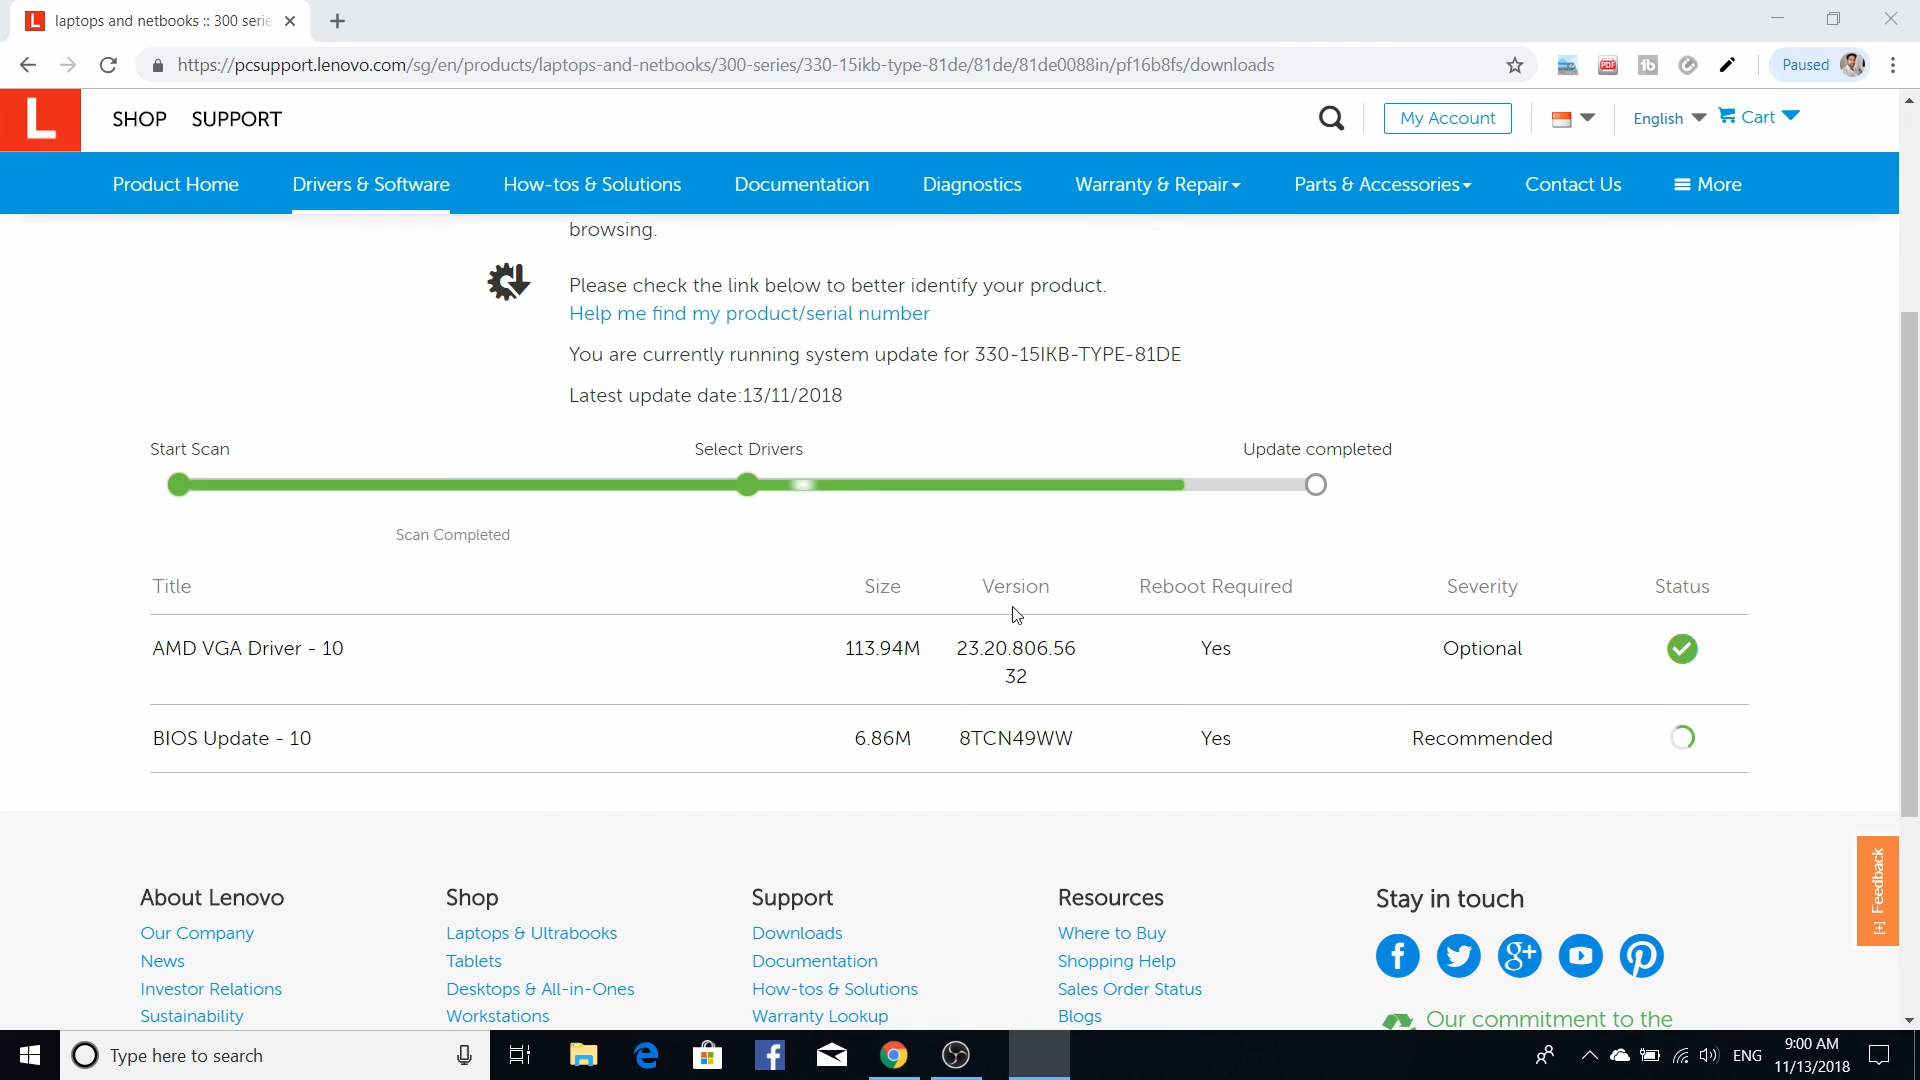 L laptops and netbooks :: 300 serie
https://pcsupport.lenovo.com/sg/en/products/laptops-and-netbooks/300-series/330-15ikb-type-81de/81de/81de0088in/pf16b8fs/downloads
PDF
tb
Paused
L
SHOP SUPPORT
My Account
English
Cart
Product Home Drivers & Software How-tos & Solutions Documentation Diagnostics Warranty & Repair Parts & Accessories Contact Us More
browsing.
Please check the link below to better identify your product.
Help me find my product/serial number
You are currently running system update for 330-15IKB-TYPE-81DE
Latest update date:13/11/2018
Start Scan Select Drivers Update completed
Scan Completed
Title Size Version Reboot Required Severity Status
AMD VGA Driver - 10 113.94M 23.20.806.56 Yes Optional
32
BIOS Update - 10 6.86M 8TCN49WW Yes Recommended
[+] Feedback
About Lenovo Shop Support Resources Stay in touch
Our Company Laptops & Ultrabooks Downloads Where to Buy
News Tablets Documentation Shopping Help
Investor Relations Desktops & All-in-Ones How-tos & Solutions Sales Order Status
Sustainability Workstations Warranty Lookup Blogs
Our commitment to the
Type here to search
ENG
9:00 AM
11/13/2018